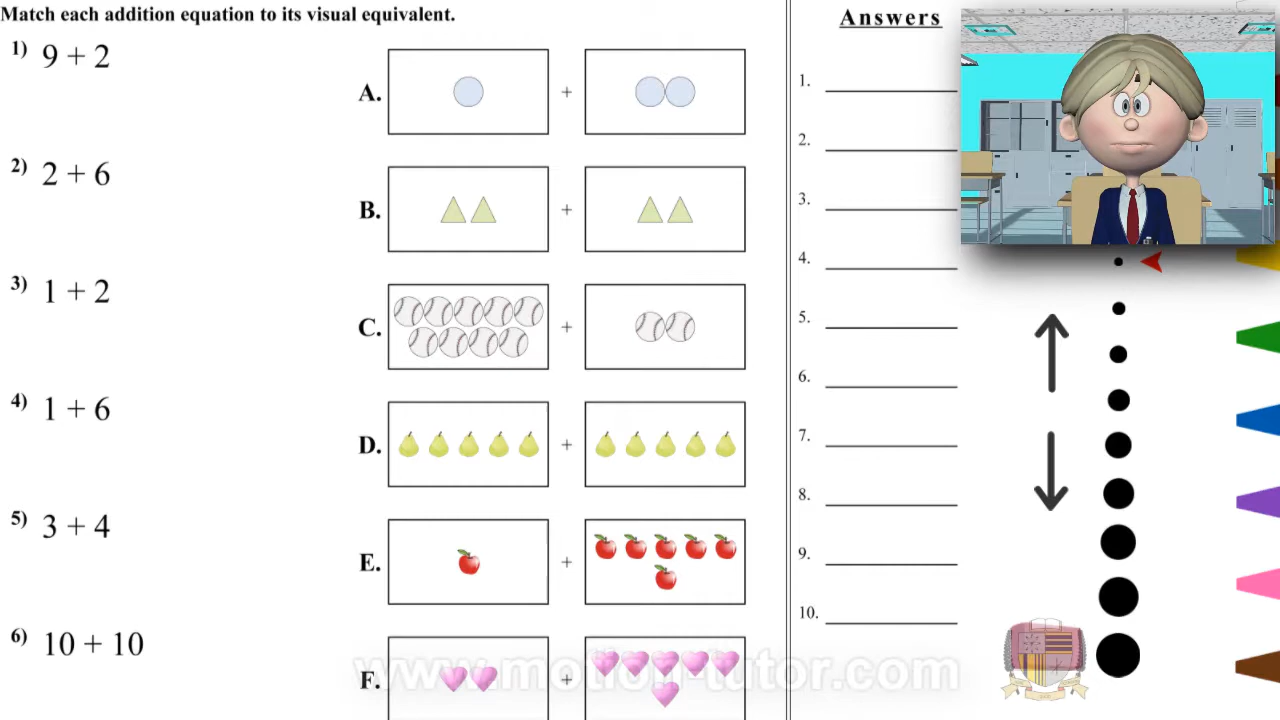 Match each addition equation to its visual equivalent.
Answers
1) 9 + 2
A. +
1.
2.
2) 2 + 6
B. +
3.
3) 1 + 2
C. +
4.
5.
4) 1 + 6
D. +
6.
7.
5) 3 + 4
E. +
8.
9.
6) 10 + 10
F. +
10.
www.motion-tutor.com